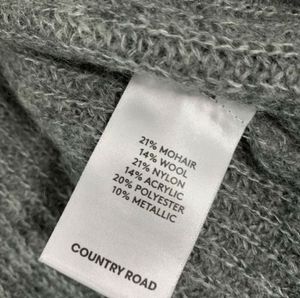 21% MOHAIR
14% WOOL
21% NYLON
14% ACRYLIC
20% POLYESTER
10% METALLIC
COUNTRY ROAD